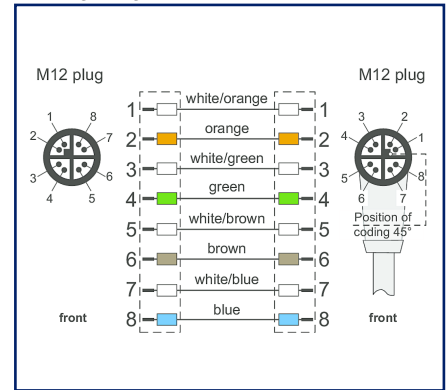 M12 plug
M12 plug
1 8
2 7
3 6
4 5
1 white/orange 1
2 orange 2
3 white/green 3
4 green 4
5 white/brown 5
6 brown 6
7 white/blue 7
8 blue 8
3 2
4 1
5 8
6 7
Position of
coding 45°
front
front